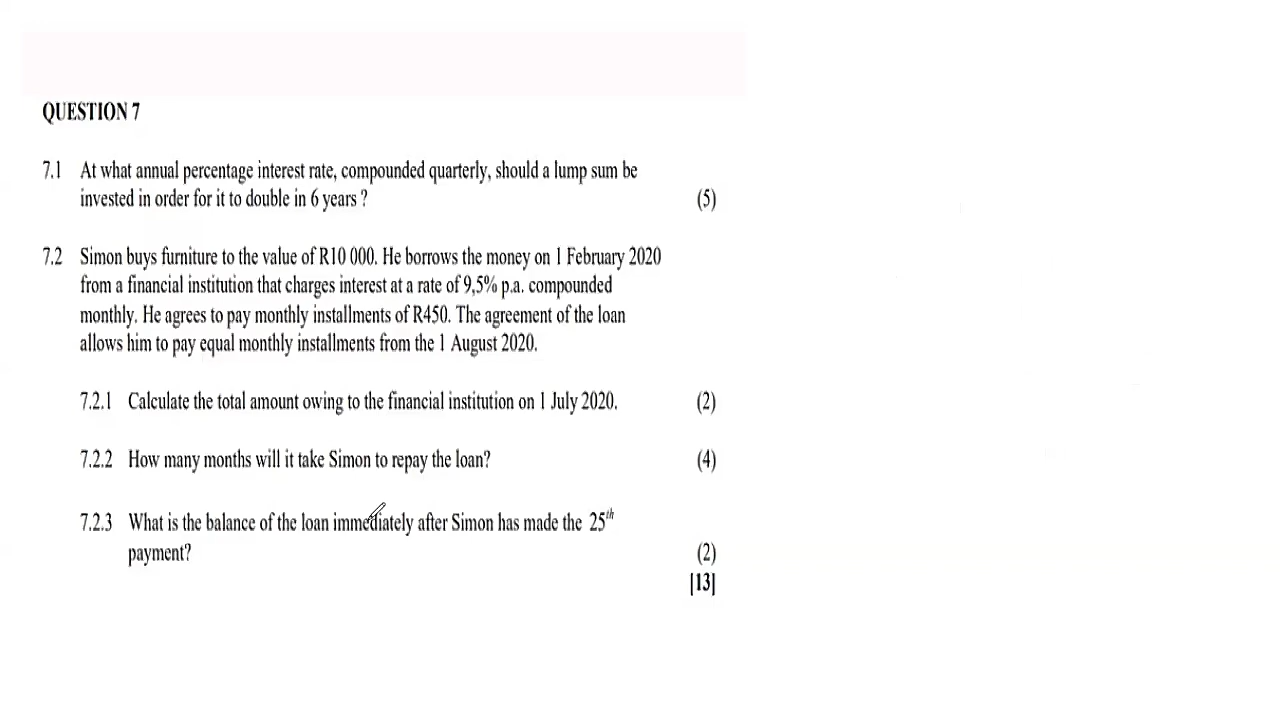 QUESTION 7
7.1 At what annual percentage interest rate, compounded quarterly, should a lump sum be
invested in order for it to double in 6 years ? (5)
7.2 Simon buys furniture to the value of R10 000. He borrows the money on 1 February 2020
from a financial institution that charges interest at a rate of 9,5% p.a. compounded
monthly. He agrees to pay monthly installments of R450. The agreement of the loan
allows him to pay equal monthly installments from the 1 August 2020.
7.2.1 Calculate the total amount owing to the financial institution on 1 July 2020. (2)
7.2.2 How many months will it take Simon to repay the loan? (4)
7.2.3 What is the balance of the loan immediately after Simon has made the 25th
payment? (2)
[13]